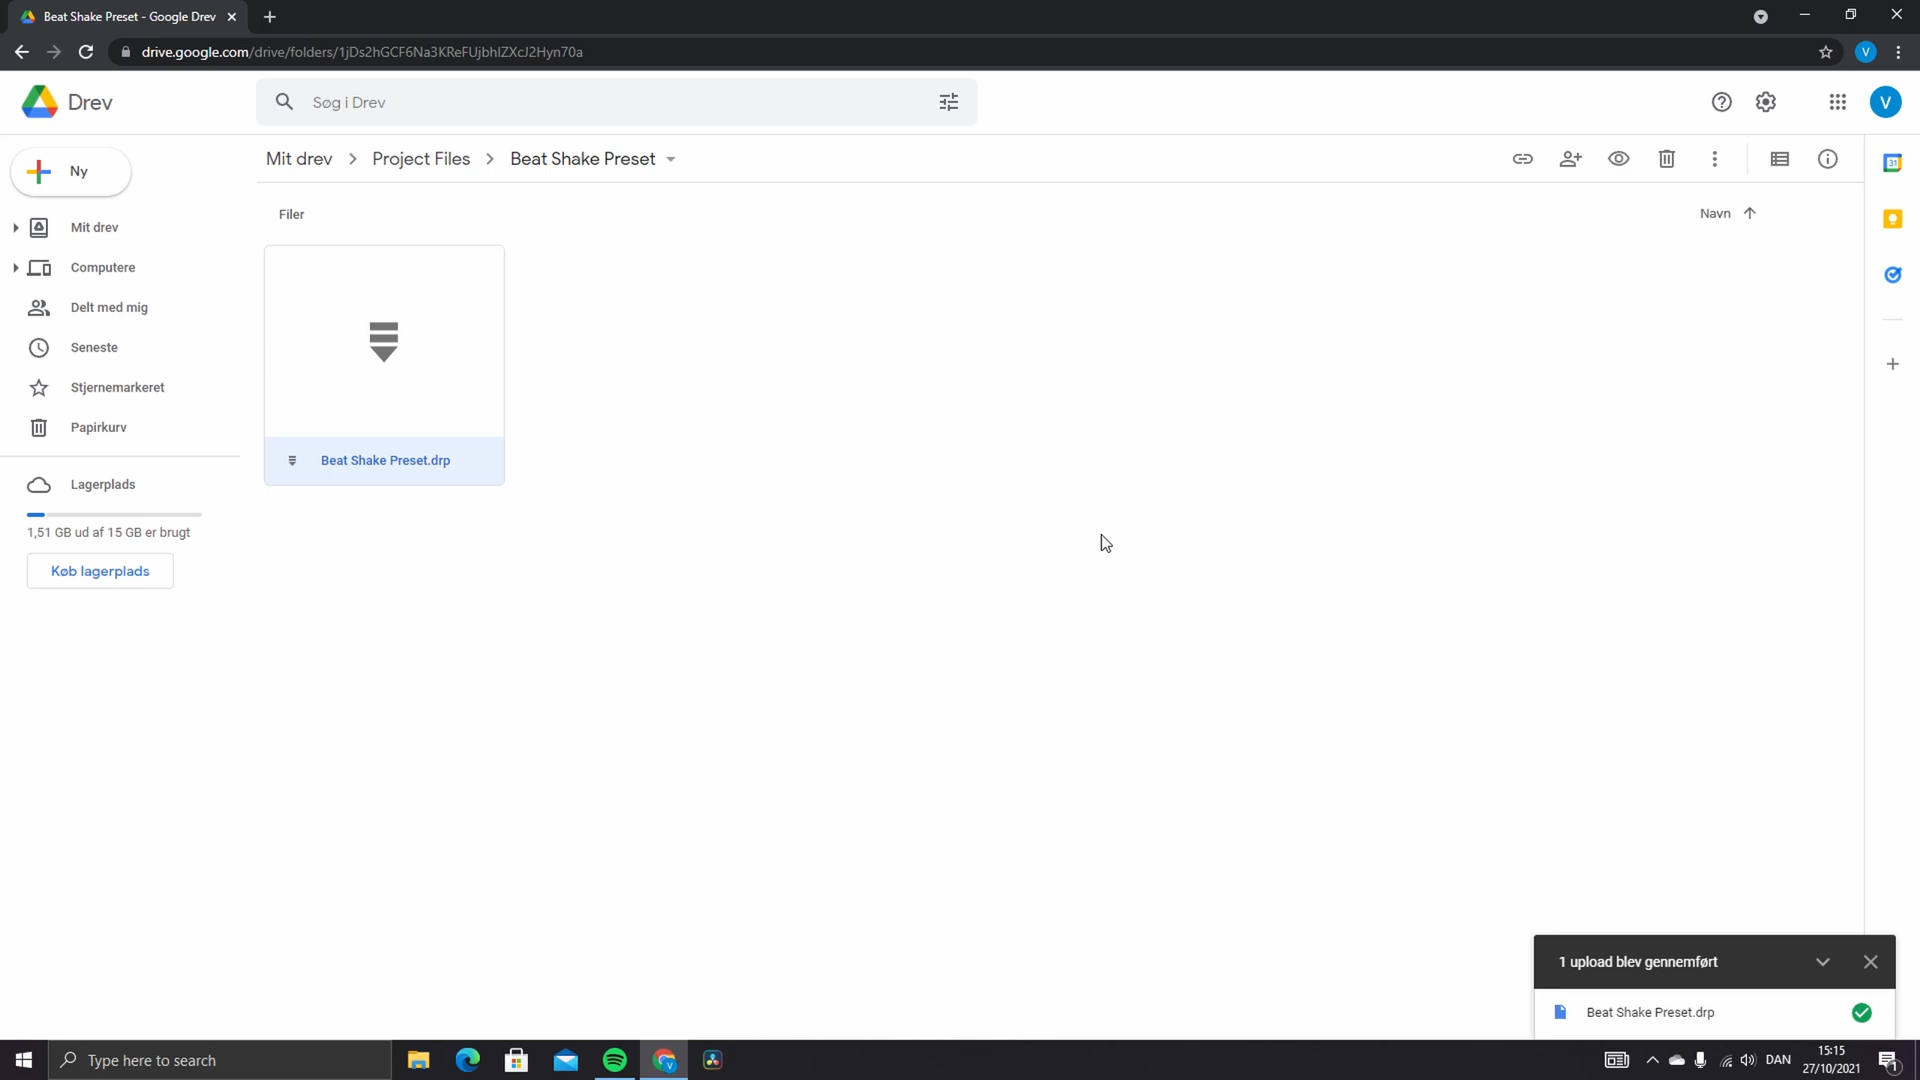 Beat Shake Preset - Google Drev
drive.google.com/drive/folders/1jDs2hGCF6Na3KReFUjbhIZXcJ2Hyn70a
V
Drev
Søg i Drev
V
Ny
Mit drev
Project Files
Beat Shake Preset
31
Mit drev
Computere
Delt med mig
Seneste
Stjernemarkeret
Papirkurv
Lagerplads
1,51 GB ud af 15 GB er brugt
Køb lagerplads
Filer
Navn
Beat Shake Preset.drp
1 upload blev gennemført
Beat Shake Preset.drp
Type here to search
V
DAN
15:15
27/10/2021
1